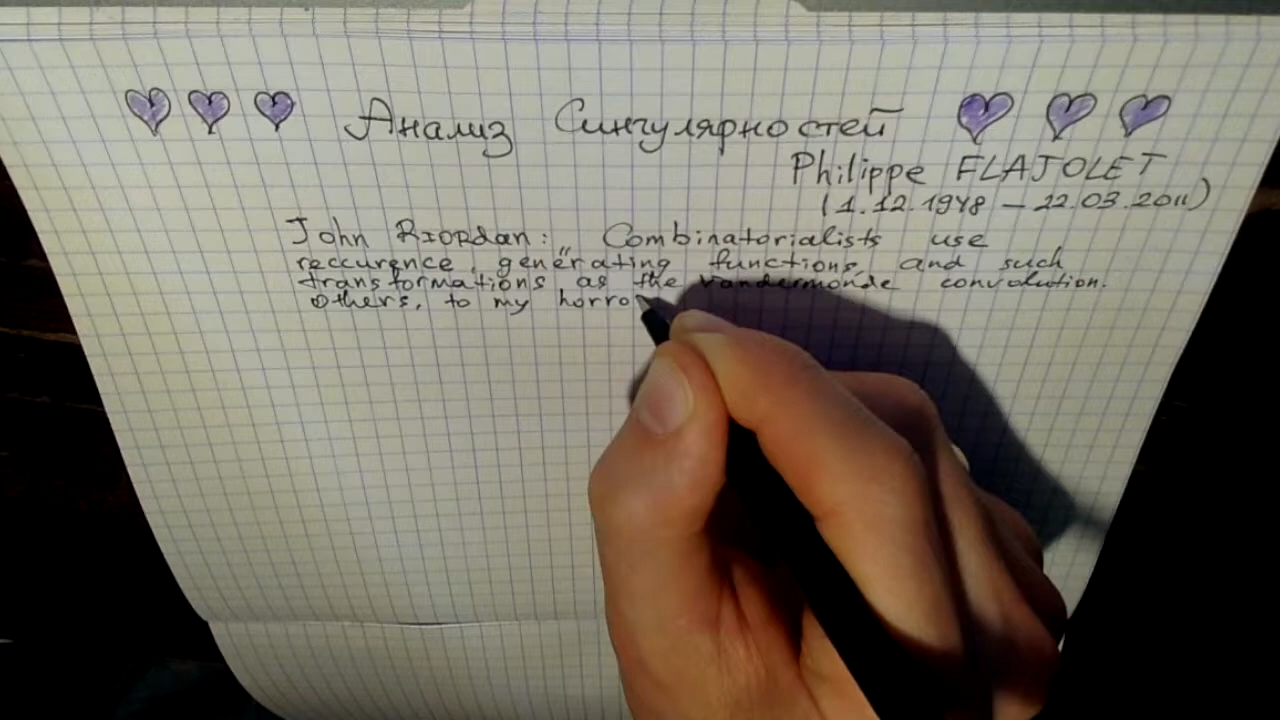 Анализ Сингулярностей
Philippe FLAJOLET
(1.12.1948 – 22.03.2011)
John RIORDAN: " Combinatorialists use
reccurence, generating functions, and such
transformations as the vandermonde convolution.
Others, to my horro